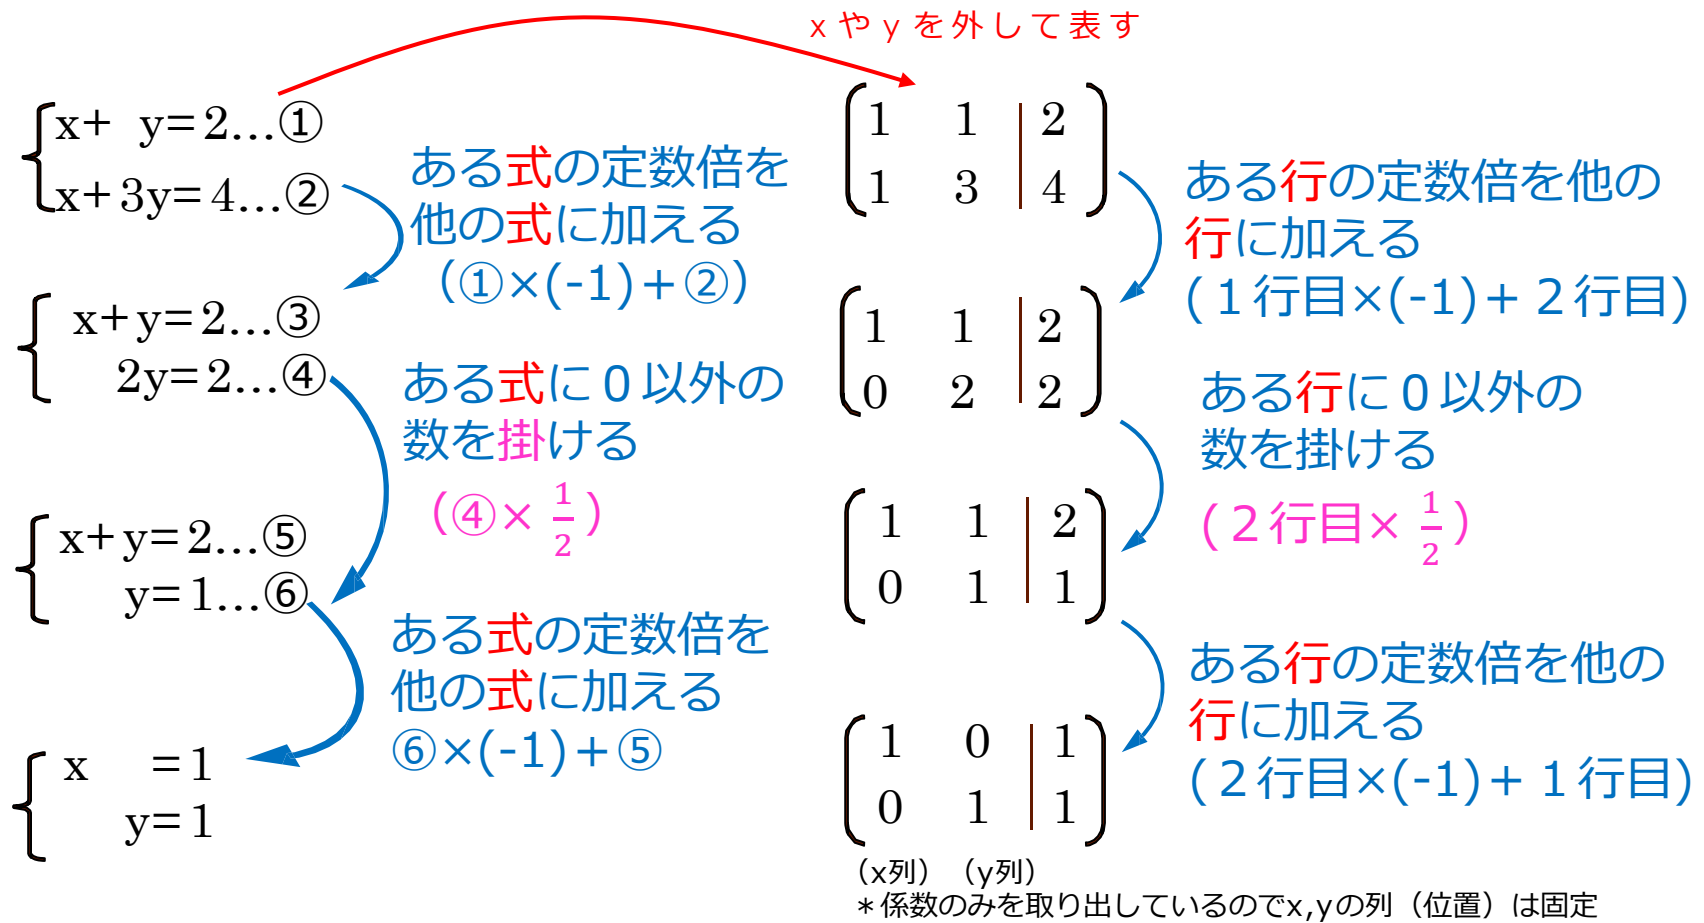 xやyを外して表す
x+ y=2…①
x+3y=4…②
ある式の定数倍を
他の式に加える
(①×(-1)+②)
x+y=2…③
2y=2…④
ある式に０以外の
数を掛ける
(④× 1/2)
x+y=2…⑤
y=1…⑥
ある式の定数倍を
他の式に加える
⑥×(-1)+⑤
x =1
y=1
1 1 | 2
1 3 | 4
ある行の定数倍を他の
行に加える
(１行目×(-1)+２行目)
1 1 | 2
0 2 | 2
ある行に０以外の
数を掛ける
(２行目× 1/2)
1 1 | 2
0 1 | 1
ある行の定数倍を他の
行に加える
(２行目×(-1)+１行目)
1 0 | 1
0 1 | 1
（x列）（y列）
＊係数のみを取り出しているのでx,yの列（位置）は固定